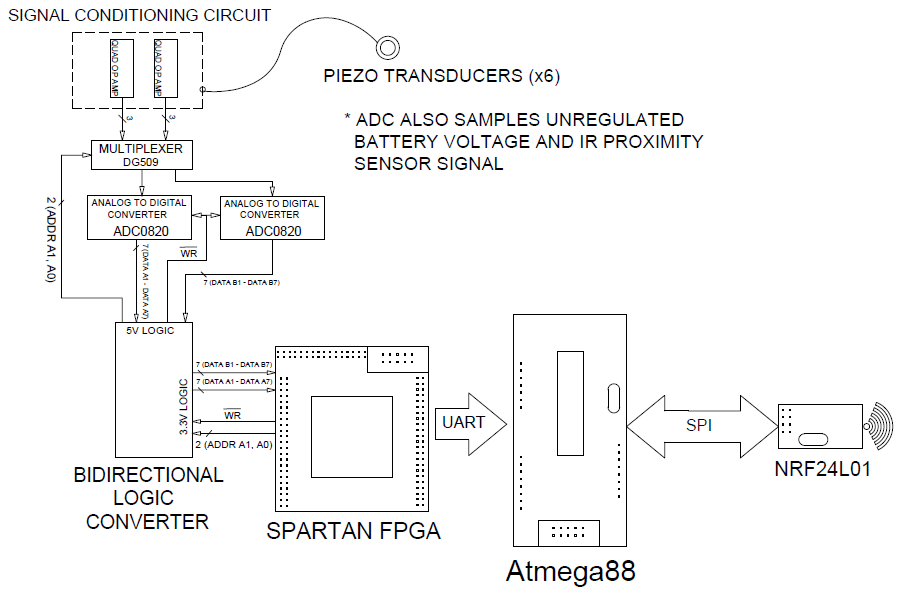 SIGNAL CONDITIONING CIRCUIT
QUAD OP AMP
QUAD OP AMP
PIEZO TRANSDUCERS (x6)
* ADC ALSO SAMPLES UNREGULATED
BATTERY VOLTAGE AND IR PROXIMITY
SENSOR SIGNAL
3
3
MULTIPLEXER
DG509
2 (ADDR A1, A0)
ANALOG TO DIGITAL
CONVERTER
ADC0820
ANALOG TO DIGITAL
CONVERTER
ADC0820
WR
7 (DATA A1 - DATA A7)
7 (DATA B1 - DATA B7)
5V LOGIC
3.3V LOGIC
7 (DATA B1 - DATA B7)
7 (DATA A1 - DATA A7)
WR
2 (ADDR A1, A0)
BIDIRECTIONAL
LOGIC
CONVERTER
SPARTAN FPGA
UART
Atmega88
SPI
NRF24L01